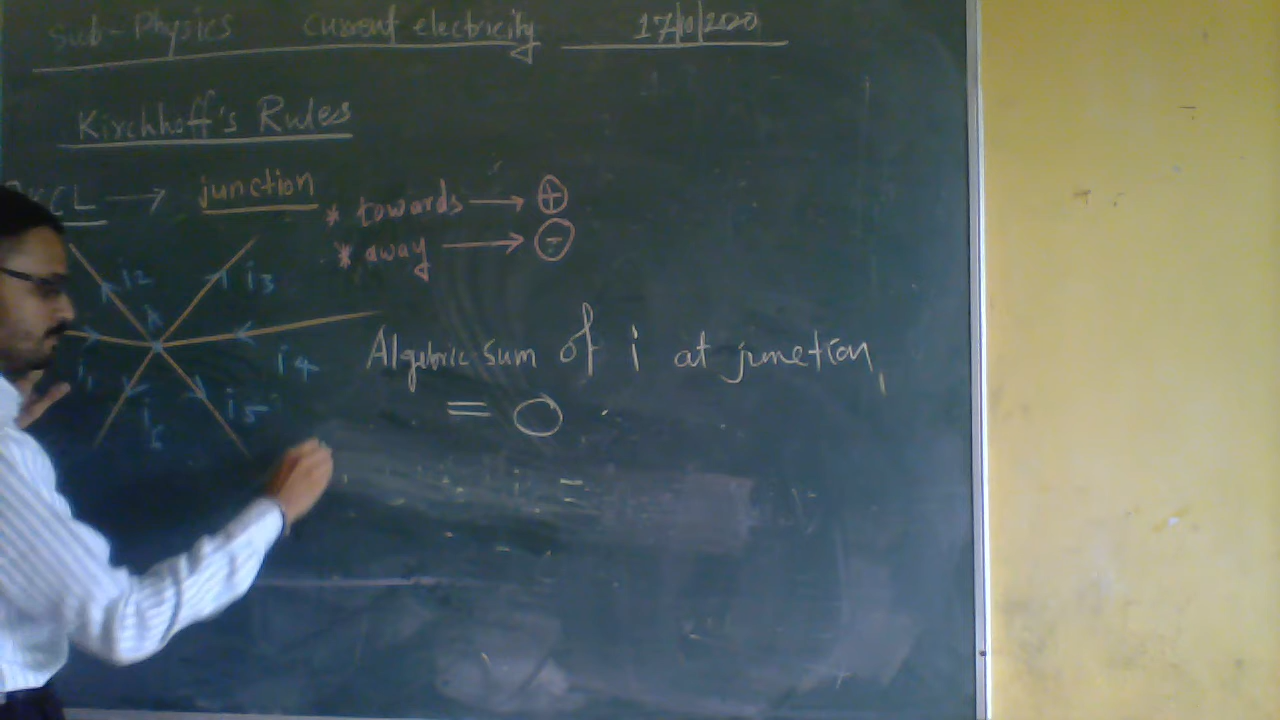 Sub-Physics Current electricity 17/10/2020
Kirchhoff's Rules
KCL → junction
* towards → +
* away → -
i2 i3
A
i1 i4
i6 i5
Algebric sum of i at junction,
= 0